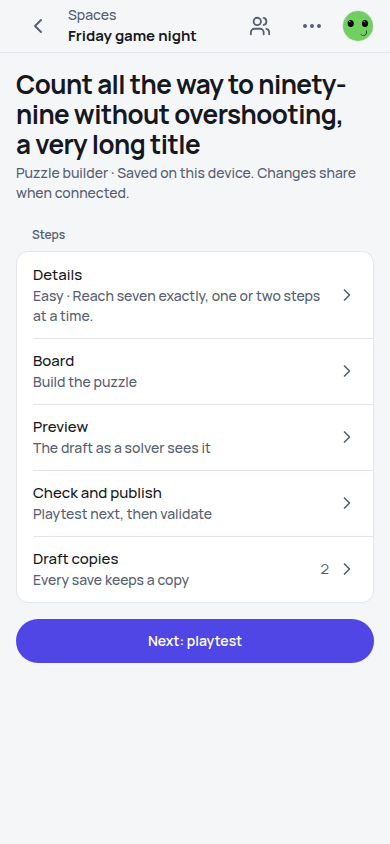 Spaces
Friday game night
Count all the way to ninety-
nine without overshooting,
a very long title
Puzzle builder · Saved on this device. Changes share
when connected.
Steps
Details
Easy · Reach seven exactly, one or two steps
at a time.
Board
Build the puzzle
Preview
The draft as a solver sees it
Check and publish
Playtest next, then validate
Draft copies
Every save keeps a copy
2
Next: playtest